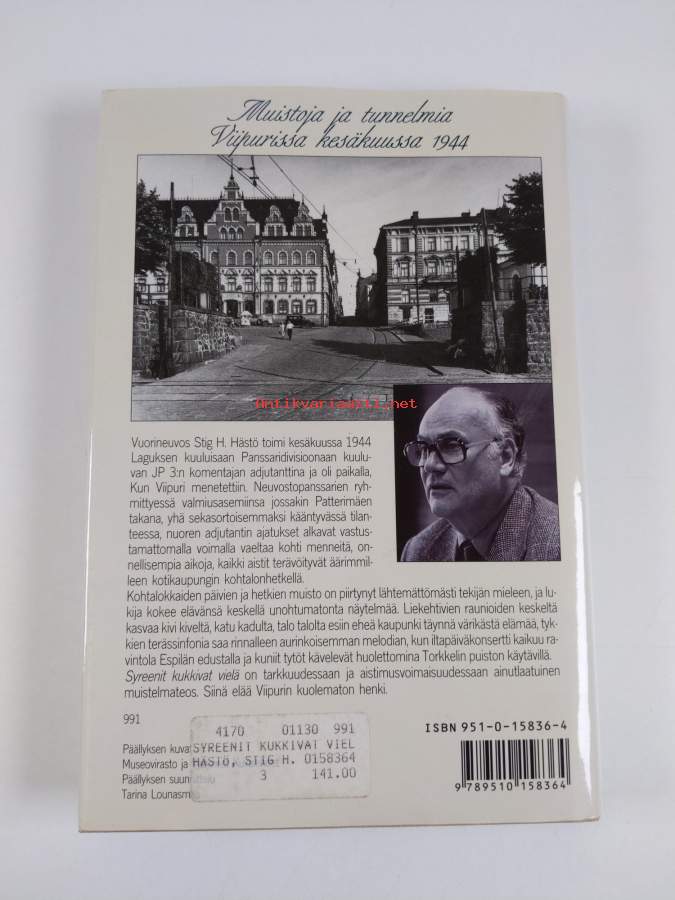 Muistoja ja tunnelmia
Viipurissa kesäkuussa 1944
antikvariaatti.net
Vuorineuvos Stig H. Hästö toimi kesäkuussa 1944
Laguksen kuuluisaan Panssaridivisioonaan kuulu-
van JP 3:n komentajan adjutanttina ja oli paikalla,
Kun Viipuri menetettiin. Neuvostopanssarien ryh-
mittyessä valmiusasemiinsa jossakin Patterimäen
takana, yhä sekasortoisemmaksi kääntyvässä tilan-
teessa, nuoren adjutantin ajatukset alkavat vastus-
tamattomalla voimalla vaeltaa kohti menneitä, on-
nellisempia aikoja, kaikki aistit terävöityvät äärimmil-
leen kotikaupungin kohtalonhetkellä.
Kohtalokkaiden päivien ja hetkien muisto on piirtynyt lähtemättömästi tekijän mieleen, ja lu-
kija kokee elävänsä keskellä unohtumatonta näytelmää. Liekehtivien raunioiden keskeltä
kasvaa kivi kiveltä, katu kadulta, talo talolta esiin eheä kaupunki täynnä värikästä elämää, tyk-
kien terässinfonia saa rinnalleen aurinkoisemman melodian, kun iltapäiväkonsertti kaikuu ra-
vintola Espilän edustalla ja kuniit tytöt kävelevät huolettomina Torkkelin puiston käytävillä.
Syreenit kukkivat vielä on tarkkuudessaan ja aistimusvoimaisuudessaan ainutlaatuinen
muistelmateos. Siinä elää Viipurin kuolematon henki.
991
4170 01130 991
SYREENIT KUKKIVAT VIEL
HÄSTÖ, STIG H. 0158364
3 141.00
Päällyksen kuvat
Museovirasto ja
Päällyksen suunnittelu
Tarina Lounasm
ISBN 951-0-15836-4
9 789510 158364